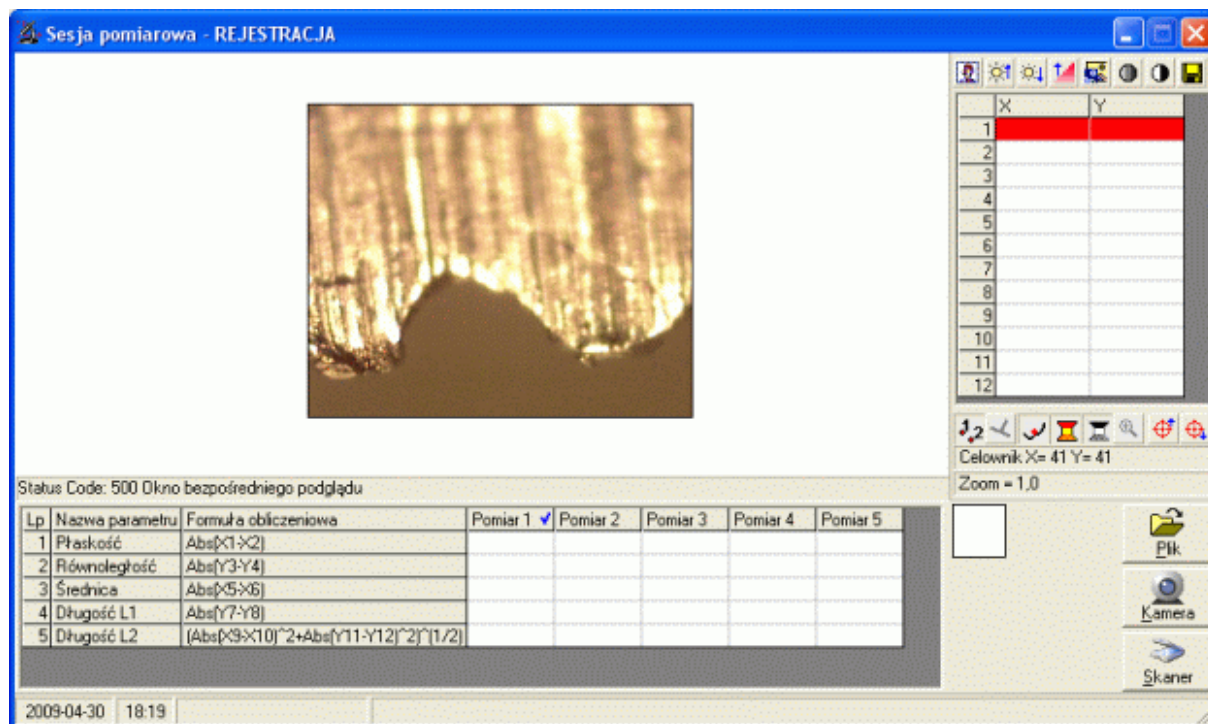 Sesja pomiarowa - REJESTRACJA
X Y
1
2
3
4
5
6
7
8
9
10
11
12
Celownik X= 41 Y= 41
Zoom = 1,0
Status Code: 500 Okno bezpośredniego podglądu
Lp Nazwa parametru Formuła obliczeniowa Pomiar 1 Pomiar 2 Pomiar 3 Pomiar 4 Pomiar 5
1 Płaskość Abs(X1-X2)
2 Równoległość Abs(Y3-Y4)
3 Średnica Abs(X5-X6)
4 Długość L1 Abs(Y7-Y8)
5 Długość L2 (Abs(X9-X10)^2+Abs(Y11-Y12)^2)^(1/2)
Plik
Kamera
Skaner
2009-04-30 18:19